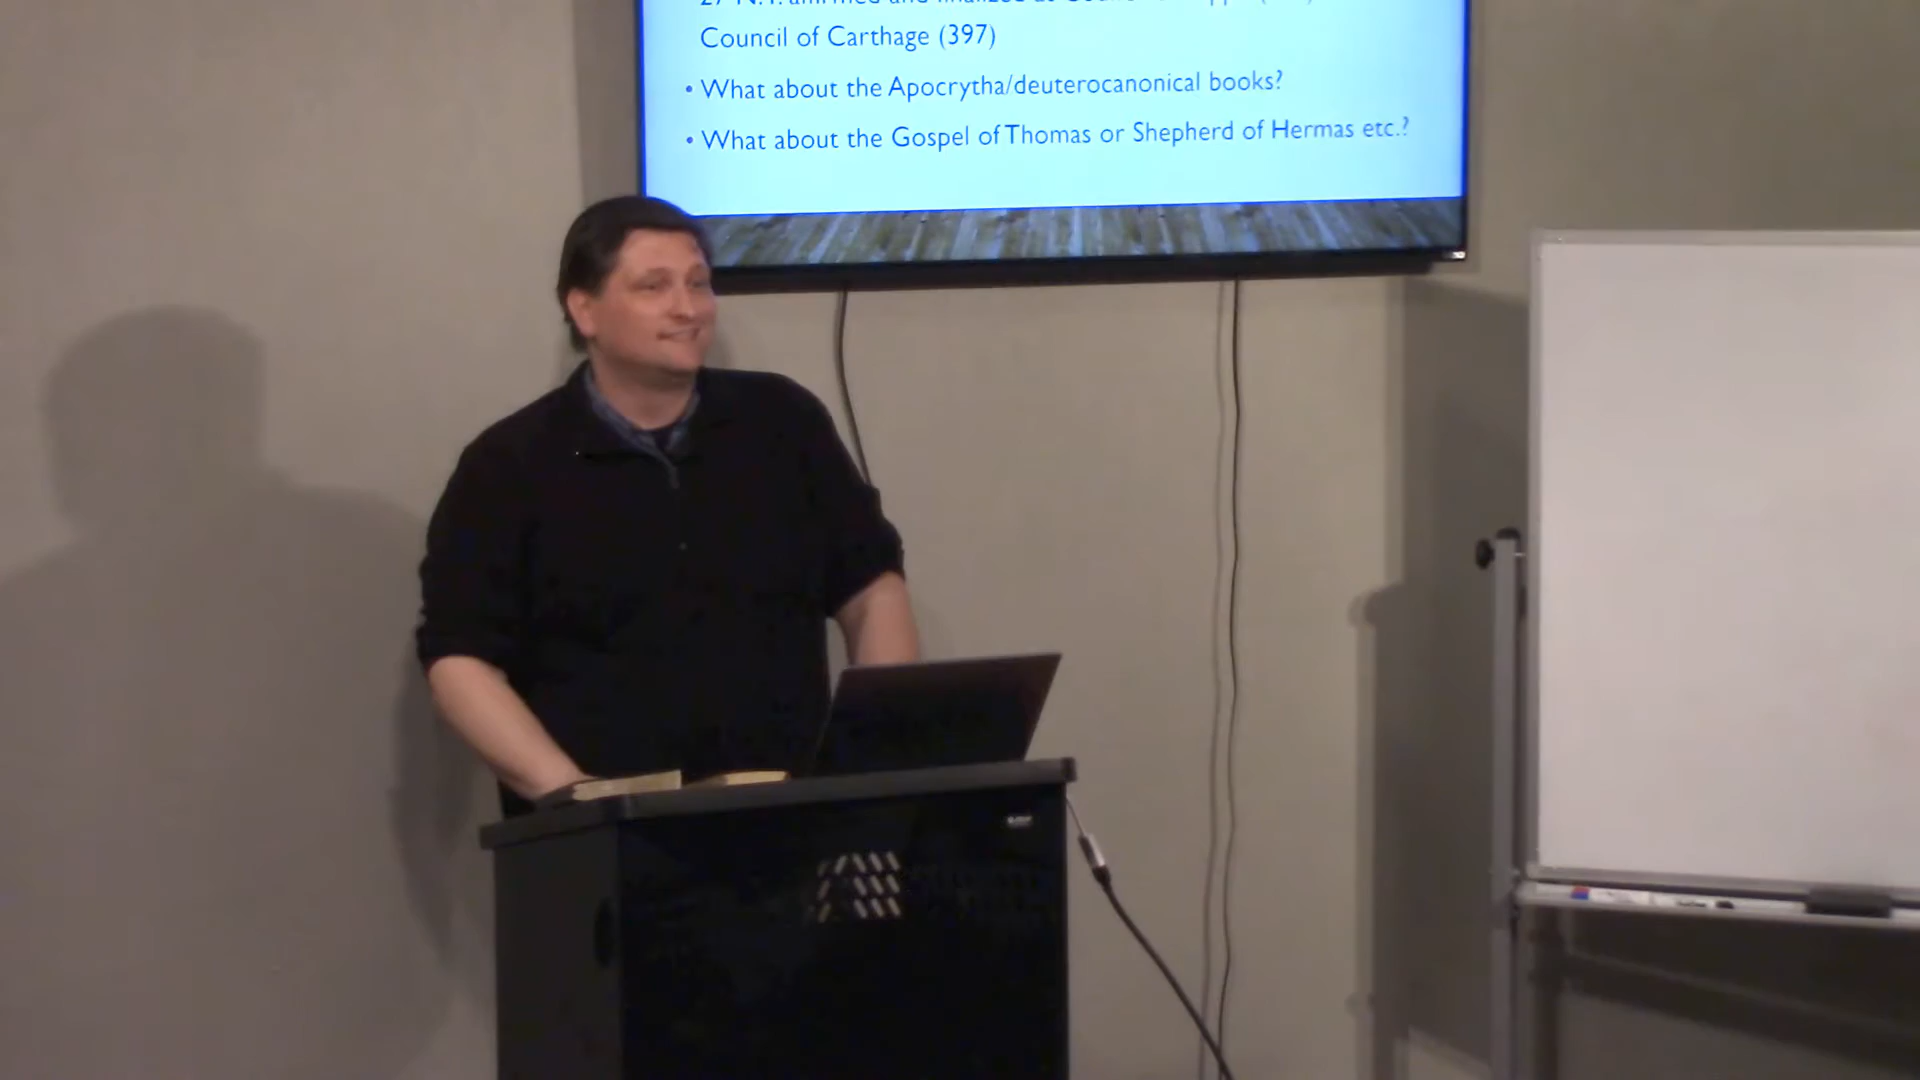 Council of Carthage (397)
• What about the Apocrytha/deuterocanonical books?
• What about the Gospel of Thomas or Shepherd of Hermas etc.?